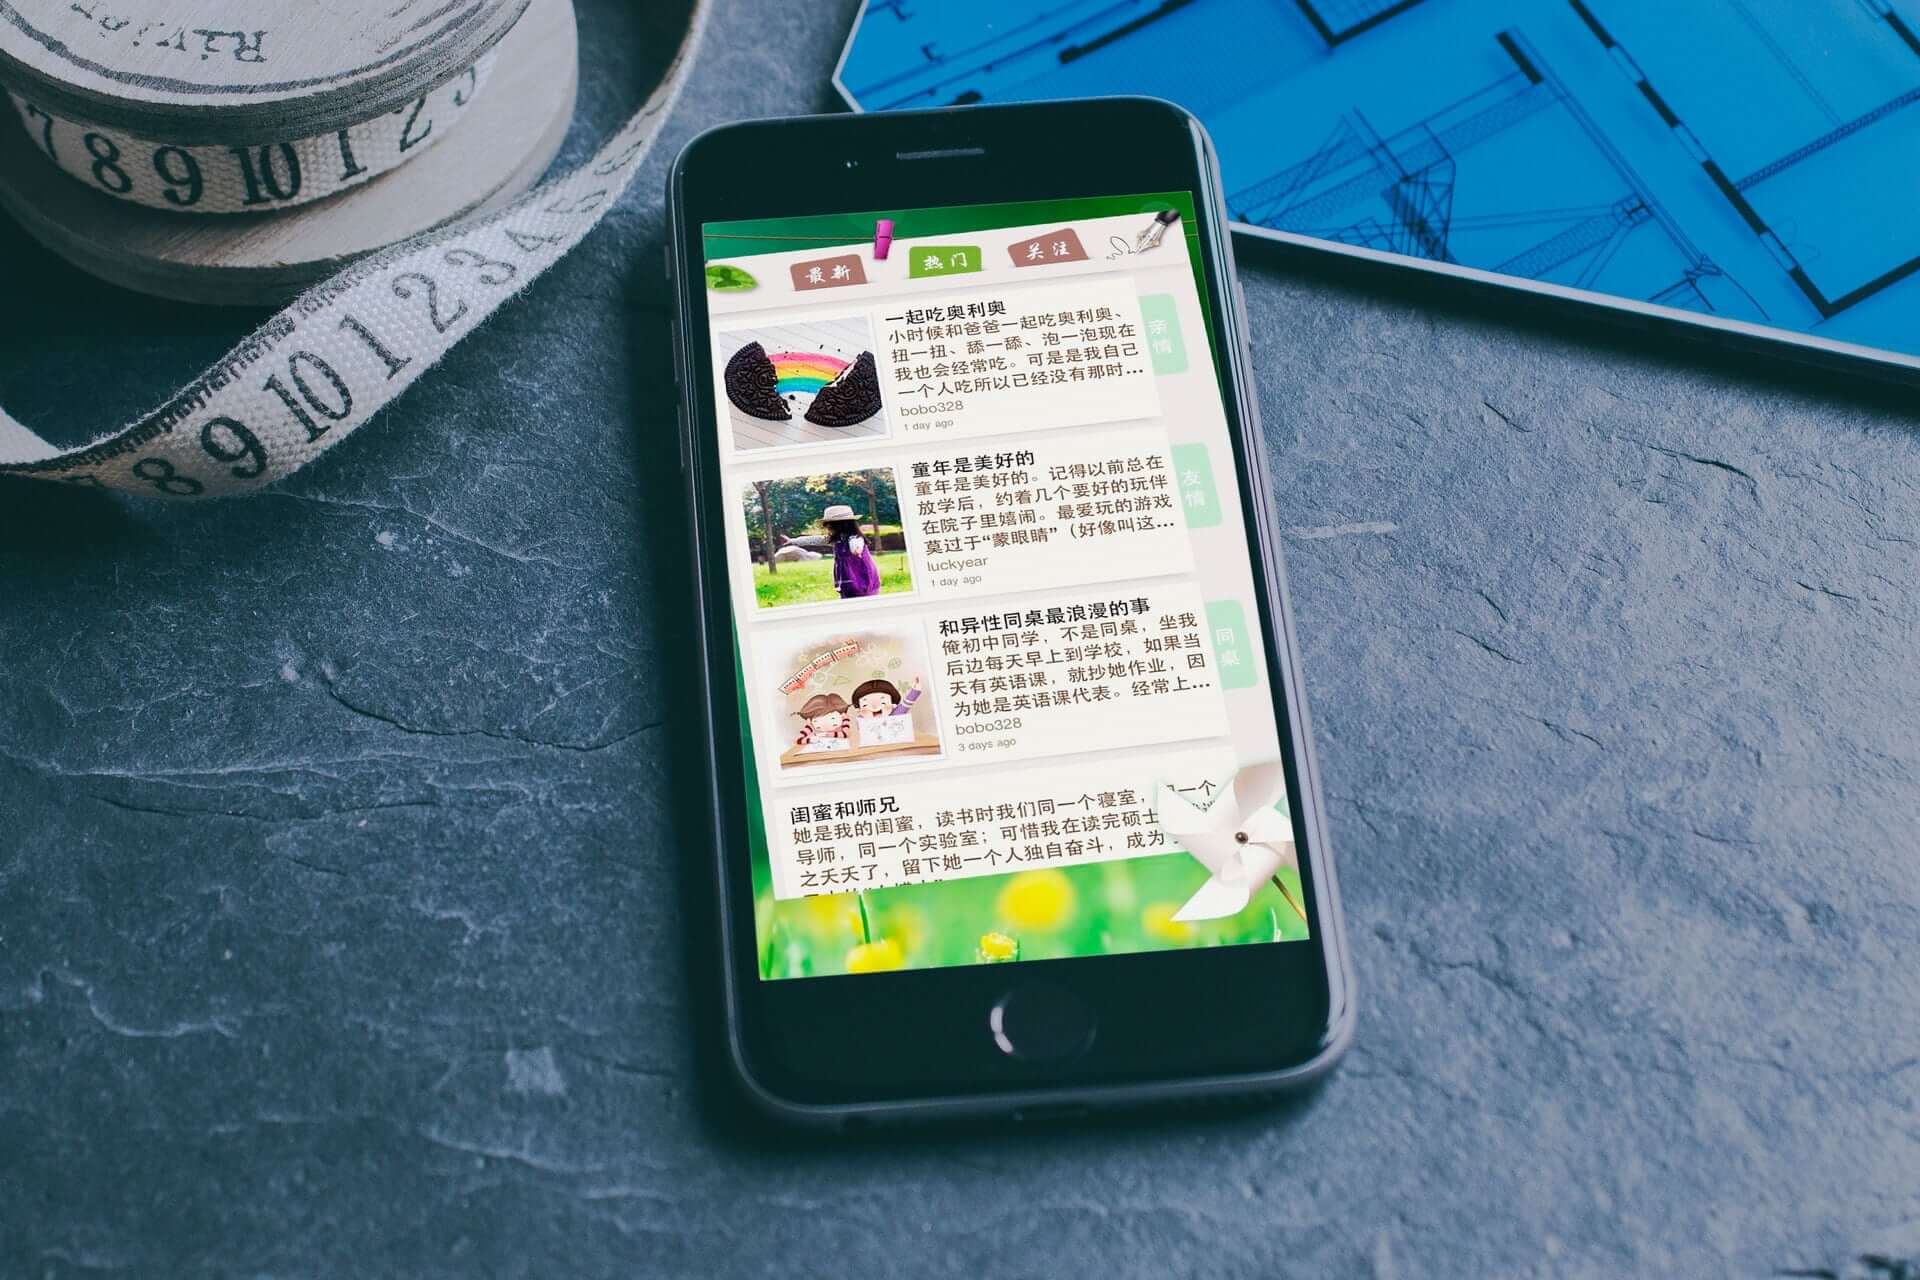 Rivièr
7 8 9 10 1 2 3
8 9 10 1 2 3 4
最新
热门
关注
一起吃奥利奥
小时候和爸爸一起吃奥利奥、
扭一扭、舔一舔、泡一泡现在
我也会经常吃。可是是我自己
一个人吃所以已经没有那时...
bobo328
1 day ago
亲情
童年是美好的
童年是美好的。记得以前总在
放学后，约着几个要好的玩伴
在院子里嬉闹。最爱玩的游戏
莫过于“蒙眼睛”（好像叫这...
luckyear
1 day ago
友情
和异性同桌最浪漫的事
俺初中同学，不是同桌，坐我
后边每天早上到学校，如果当
天有英语课，就抄她作业，因
为她是英语课代表。经常上...
bobo328
3 days ago
同桌
闺蜜和师兄
她是我的闺蜜，读书时我们同一个寝室，同一个
导师，同一个实验室；可惜我在读完硕士
之夭夭了，留下她一个人独自奋斗，成为